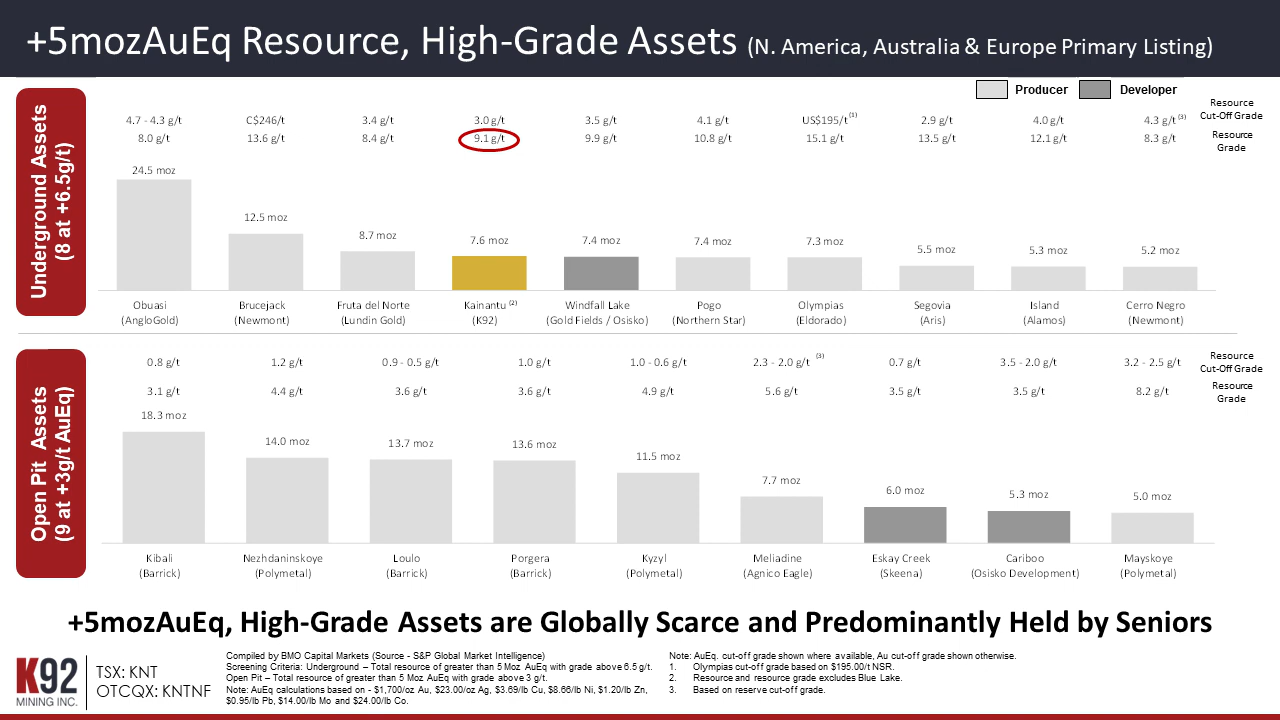 +5mozAuEq Resource, High-Grade Assets (N. America, Australia & Europe Primary Listing)
Producer Developer
Underground Assets
(8 at +6.5g/t)
4.7 - 4.3 g/t C$246/t 3.4 g/t 3.0 g/t 3.5 g/t 4.1 g/t US$195/t (1) 2.9 g/t 4.0 g/t 4.3 g/t (3) Resource Cut-Off Grade
8.0 g/t 13.6 g/t 8.4 g/t 9.1 g/t 9.9 g/t 10.8 g/t 15.1 g/t 13.5 g/t 12.1 g/t 8.3 g/t Resource Grade
24.5 moz 12.5 moz 8.7 moz 7.6 moz 7.4 moz 7.4 moz 7.3 moz 5.5 moz 5.3 moz 5.2 moz
Obuasi Brucejack Fruta del Norte Kainantu (2) Windfall Lake Pogo Olympias Segovia Island Cerro Negro
(AngloGold) (Newmont) (Lundin Gold) (K92) (Gold Fields / Osisko) (Northern Star) (Eldorado) (Aris) (Alamos) (Newmont)
Open Pit Assets
(9 at +3g/t AuEq)
0.8 g/t 1.2 g/t 0.9 - 0.5 g/t 1.0 g/t 1.0 - 0.6 g/t 2.3 - 2.0 g/t (3) 0.7 g/t 3.5 - 2.0 g/t 3.2 - 2.5 g/t Resource Cut-Off Grade
3.1 g/t 4.4 g/t 3.6 g/t 3.6 g/t 4.9 g/t 5.6 g/t 3.5 g/t 3.5 g/t 8.2 g/t Resource Grade
18.3 moz 14.0 moz 13.7 moz 13.6 moz 11.5 moz 7.7 moz 6.0 moz 5.3 moz 5.0 moz
Kibali Nezhdaninskoye Loulo Porgera Kyzyl Meliadine Eskay Creek Cariboo Mayskoye
(Barrick) (Polymetal) (Barrick) (Barrick) (Polymetal) (Agnico Eagle) (Skeena) (Osisko Development) (Polymetal)
+5mozAuEq, High-Grade Assets are Globally Scarce and Predominantly Held by Seniors
K92
MINING INC.
TSX: KNT
OTCQX: KNTNF
Compiled by BMO Capital Markets (Source - S&P Global Market Intelligence)
Screening Criteria: Underground – Total resource of greater than 5 Moz AuEq with grade above 6.5 g/t.
Open Pit – Total Resource of greater than 5 Moz AuEq with grade above 3 g/t.
Note: AuEq calculations based on - $1,700/oz Au, $23.00/oz Ag, $3.69/lb Cu, $8.66/lb Ni, $1.20/lb Zn,
$0.95/lb Pb, $14.00/lb Mo and $24.00/lb Co.
Note: AuEq. cut-off grade shown where available, Au cut-off grade shown otherwise.
1. Olympias cut-off grade based on $195.00/t NSR.
2. Resource and resource grade excludes Blue Lake.
3. Based on reserve cut-off grade.